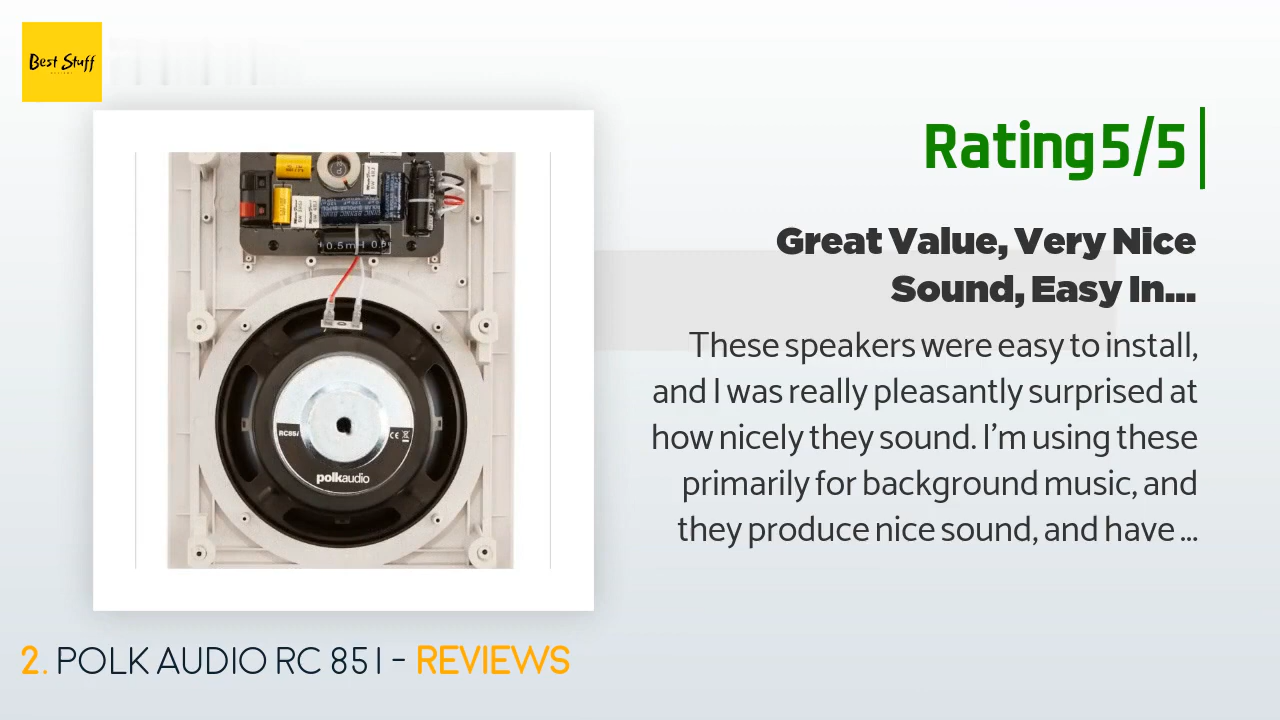 Best Stuff
Rating 5/5
Great Value, Very Nice
Sound, Easy In...
These speakers were easy to install,
and I was really pleasantly surprised at
how nicely they sound. I'm using these
primarily for background music, and
they produce nice sound, and have ...
0.5mH
RC85i
CE
polkaudio
2. POLK AUDIO RC 85 I - REVIEWS